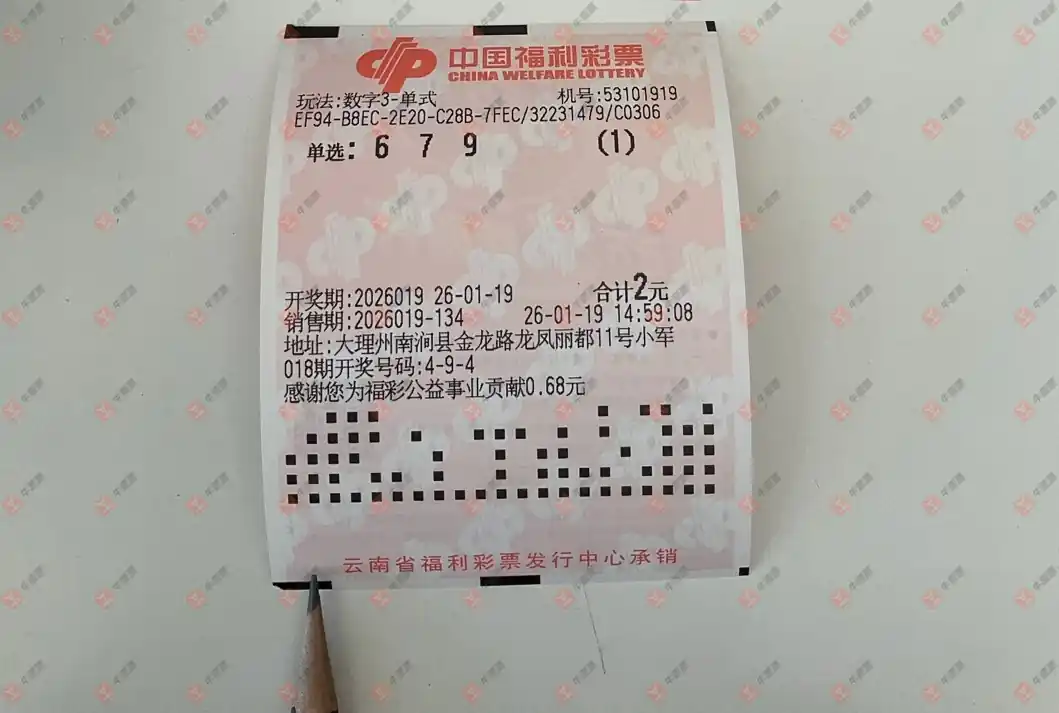 中国福利彩票
CHINA WELFARE LOTTERY
玩法:数字3-单式 机号:53101919
EF94-B8EC-2E20-C28B-7FEC/32231479/C0306
单选: 6 7 9 (1)
开奖期:2026019 26-01-19 合计2元
销售期:2026019-134 26-01-19 14:59:08
地址:大理州南涧县金龙路龙凤丽都11号小军
018期开奖号码:4-9-4
感谢您为福彩公益事业贡献0.68元
云南省福利彩票发行中心承销